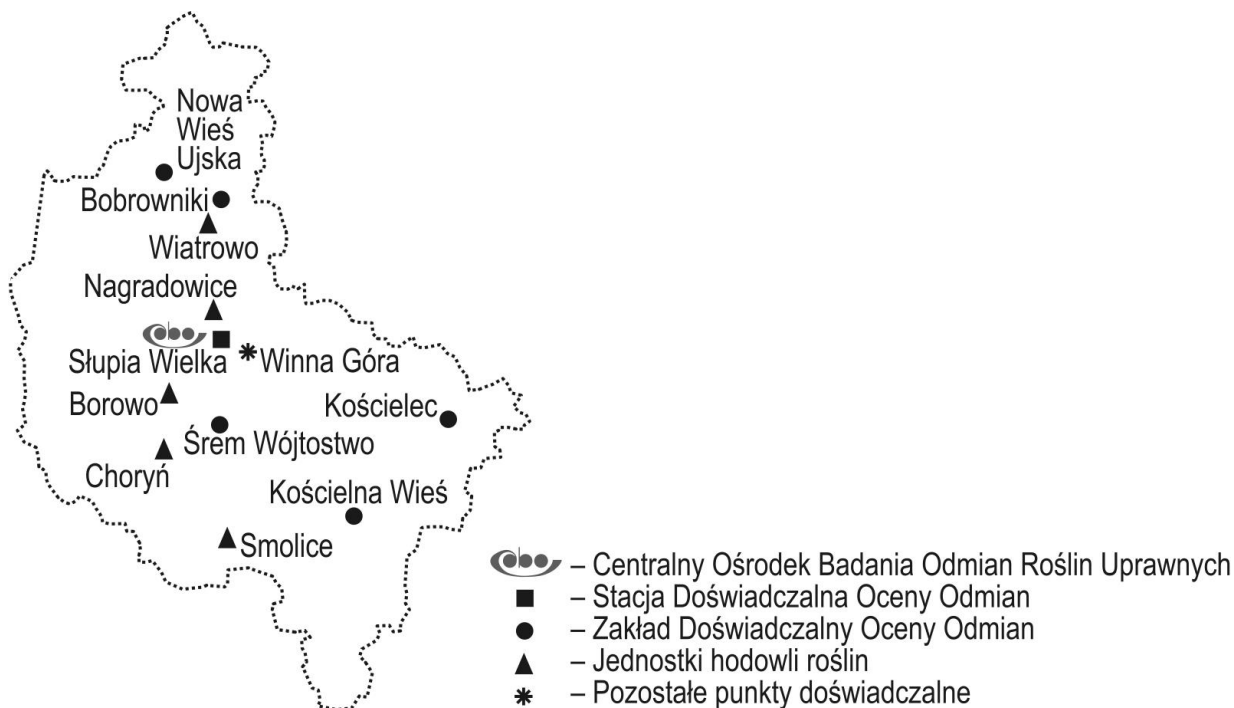 Nowa
Wieś
Ujska
Bobrowniki
Wiatrowo
Nagradowice
Słupia Wielka
Winna Góra
Borowo
Kościelec
Śrem Wójtostwo
Choryń
Kościelna Wieś
Smolice
– Centralny Ośrodek Badania Odmian Roślin Uprawnych
– Stacja Doświadczalna Oceny Odmian
– Zakład Doświadczalny Oceny Odmian
– Jednostki hodowli roślin
– Pozostałe punkty doświadczalne